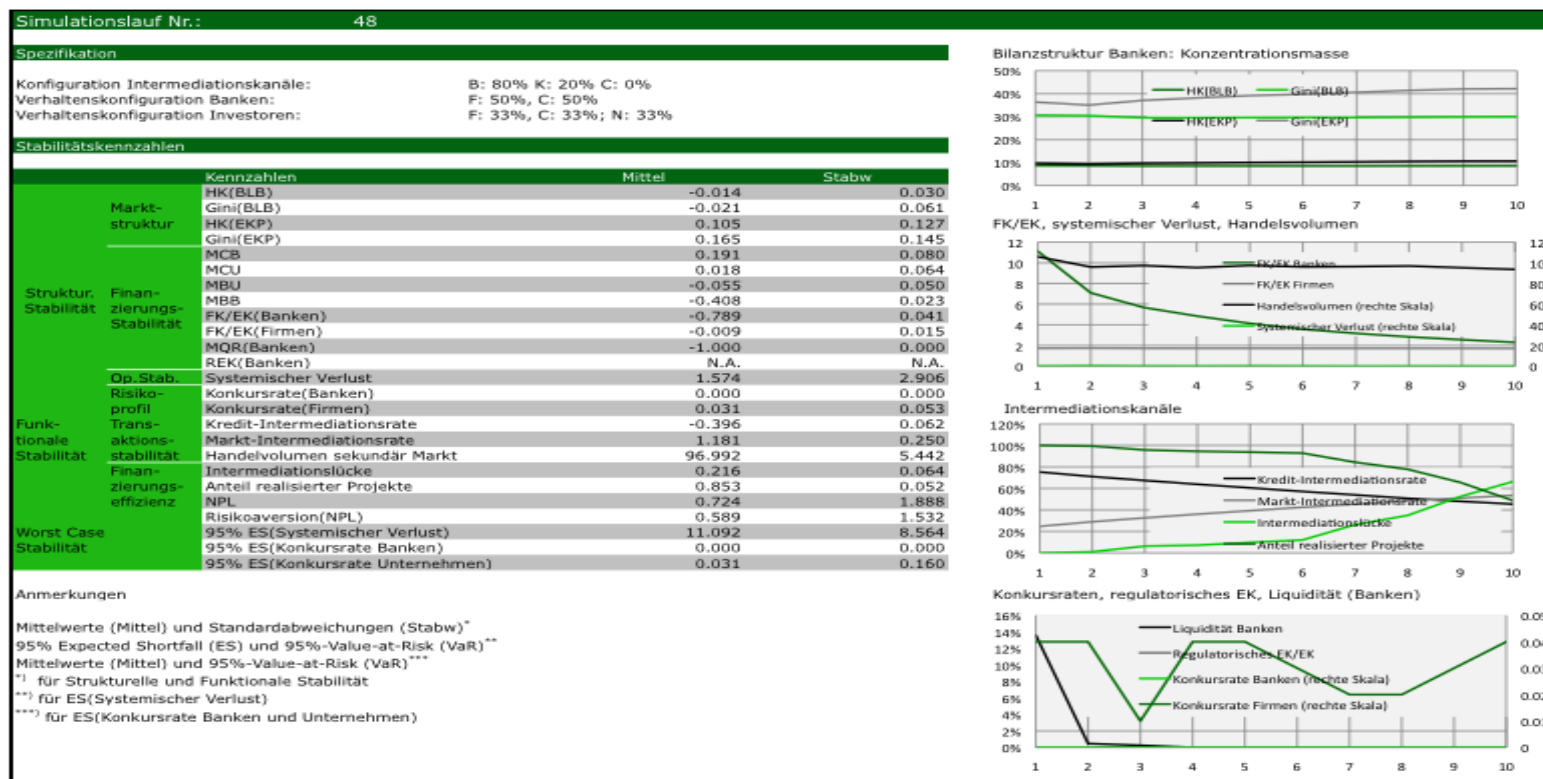 Simulationslauf Nr.: 48
Spezifikation
Konfiguration Intermediationskanäle: B: 80% K: 20% C: 0%
Verhaltenskonfiguration Banken: F: 50%, C: 50%
Verhaltenskonfiguration Investoren: F: 33%, C: 33%; N: 33%
Stabilitätskennzahlen
Kennzahlen Mittel Stabw
HK(BLB) -0.014 0.030
Markt- Gini(BLB) -0.021 0.061
struktur HK(EKP) 0.105 0.127
Gini(EKP) 0.165 0.145
MCB 0.191 0.080
MCU 0.018 0.064
MBU -0.055 0.050
Struktur. Finan- MBB -0.408 0.023
Stabilität zierungs- FK/EK(Banken) -0.789 0.041
Stabilität FK/EK(Firmen) -0.009 0.015
MQR(Banken) -1.000 0.000
REK(Banken) N.A. N.A.
Op.Stab. Systemischer Verlust 1.574 2.906
Risiko- Konkursrate(Banken) 0.000 0.000
profil Konkursrate(Firmen) 0.031 0.053
Funk- Trans- Kredit-Intermediationsrate -0.396 0.062
tionale aktions- Markt-Intermediationsrate 1.181 0.250
Stabilität stabilität Handelvolumen sekundär Markt 96.992 5.442
Finan- Intermediationslücke 0.216 0.064
zierungs- Anteil realisierter Projekte 0.853 0.052
effizienz NPL 0.724 1.888
Risikoaversion(NPL) 0.589 1.532
Worst Case 95% ES(Systemischer Verlust) 11.092 8.564
Stabilität 95% ES(Konkursrate Banken) 0.000 0.000
95% ES(Konkursrate Unternehmen) 0.031 0.160
Anmerkungen
Mittelwerte (Mittel) und Standardabweichungen (Stabw)*
95% Expected Shortfall (ES) und 95%-Value-at-Risk (VaR)**
Mittelwerte (Mittel) und 95%-Value-at-Risk (VaR)***
*) für Strukturelle und Funktionale Stabilität
**) für ES(Systemischer Verlust)
***) für ES(Konkursrate Banken und Unternehmen)
Bilanzstruktur Banken: Konzentrationsmasse
50%
40%
30%
20%
10%
0%
HK(BLB) Gini(BLB)
HK(EKP) Gini(EKP)
1 2 3 4 5 6 7 8 9 10
FK/EK, systemischer Verlust, Handelsvolumen
12
10
8
6
4
2
0
FK/EK Banken
FK/EK Firmen
Handelsvolumen (rechte Skala)
Systemischer Verlust (rechte Skala)
20
0
1 2 3 4 5 6 7 8 9 10
Intermediationskanäle
120%
100%
80%
60%
40%
20%
0%
Kredit-Intermediationsrate
Markt-Intermediationsrate
Intermediationslücke
Anteil realisierter Projekte
1 2 3 4 5 6 7 8 9 10
Konkursraten, regulatorisches EK, Liquidität (Banken)
16%
14%
12%
10%
8%
6%
4%
2%
0%
Liquidität Banken
Regulatorisches EK/EK
Konkursrate Banken (rechte Skala)
Konkursrate Firmen (rechte Skala)
0
1 2 3 4 5 6 7 8 9 10